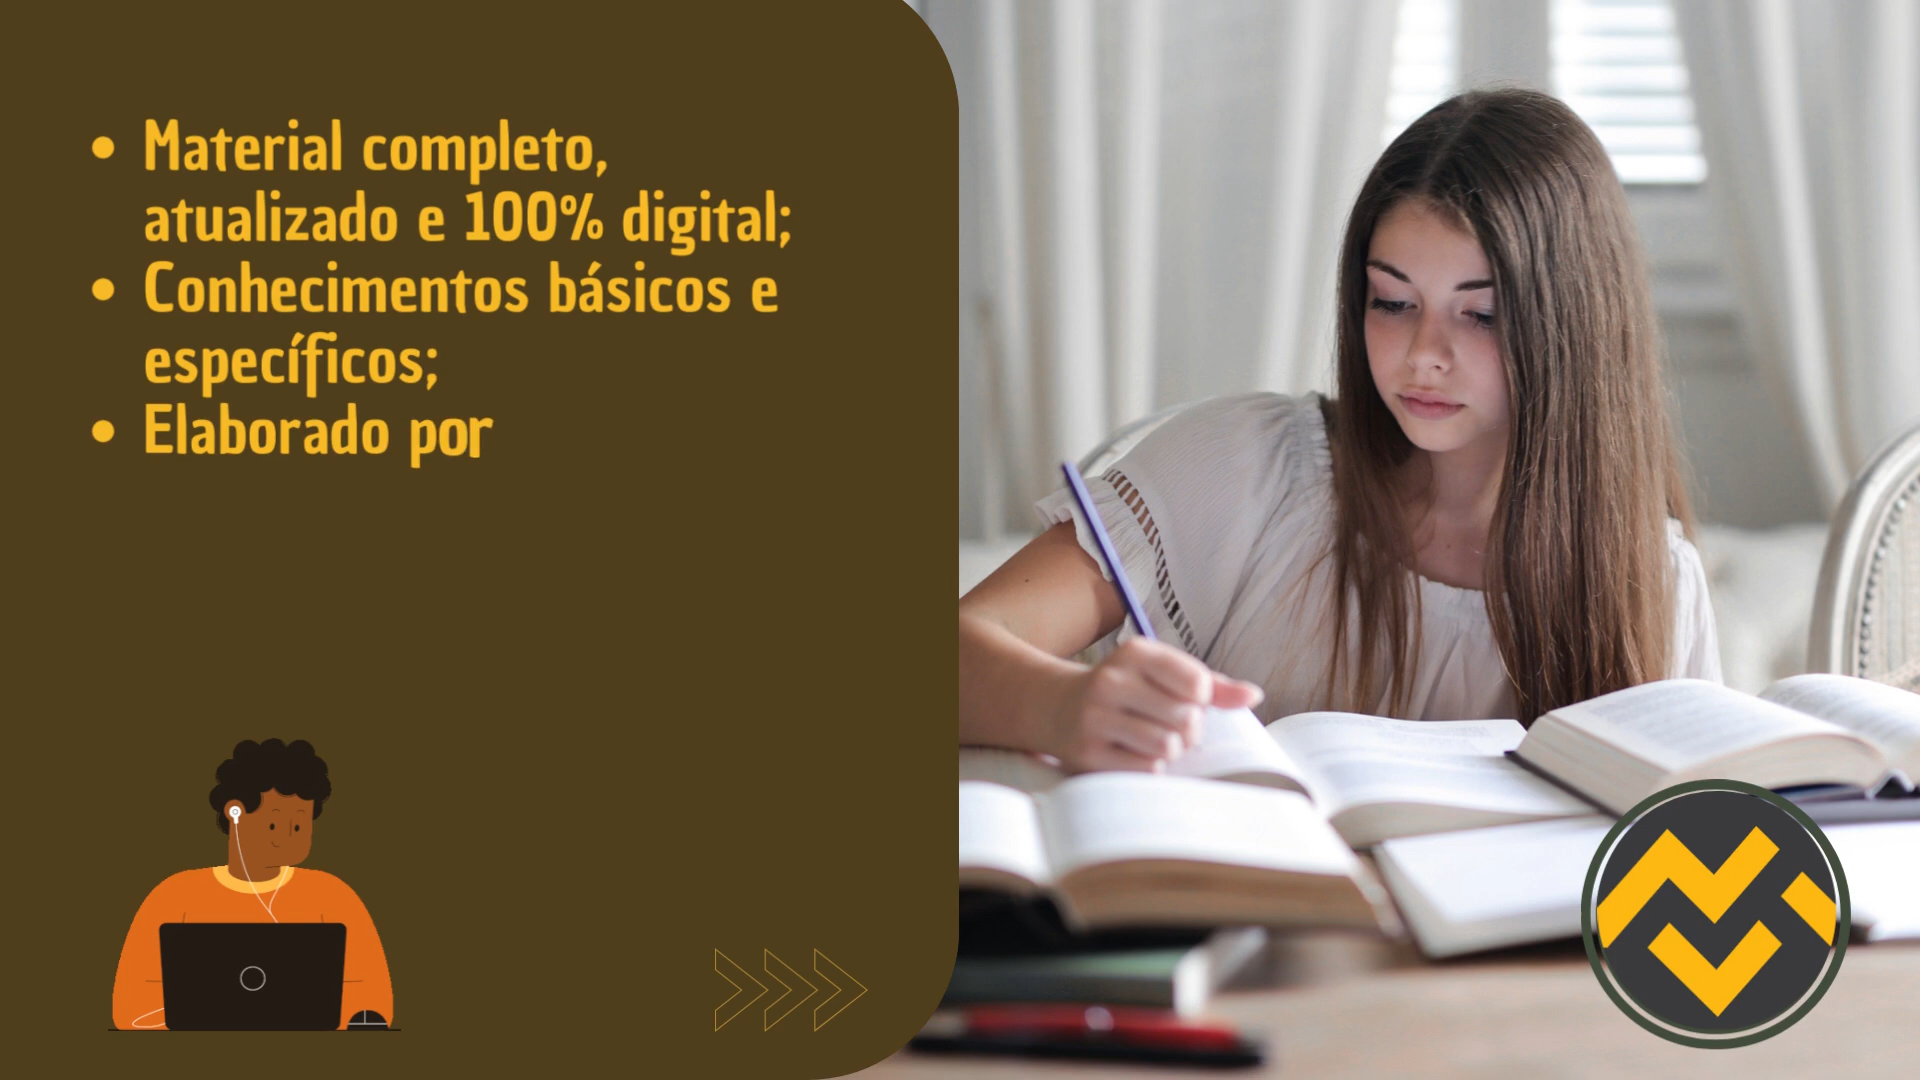 • Material completo,
atualizado e 100% digital;
• Conhecimentos básicos e
específicos;
• Elaborado por